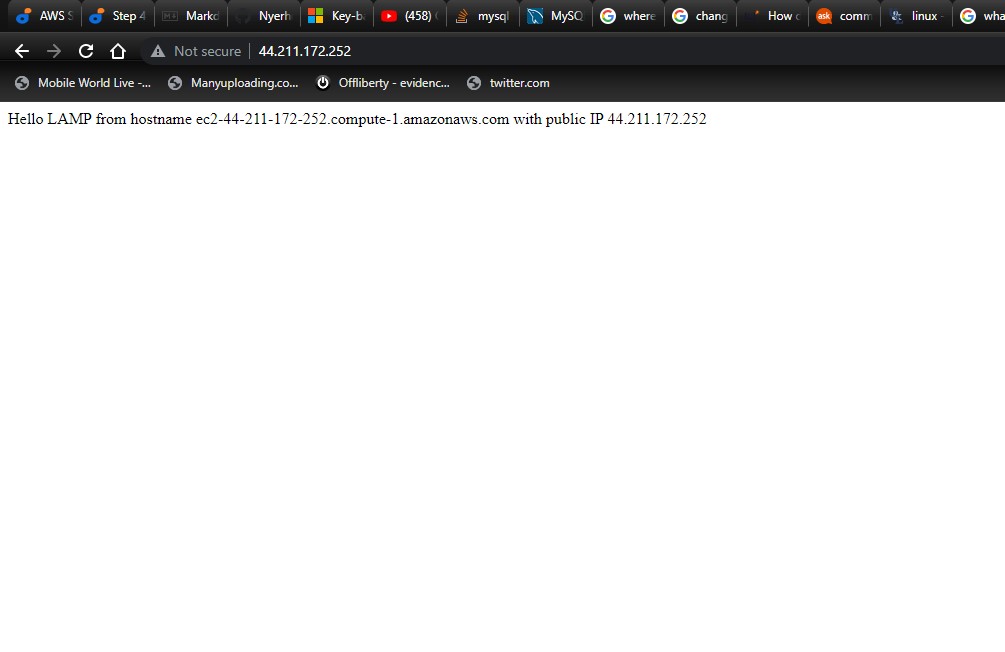 AWS S Step 4 Markd Nyerh Key-ba (458) mysql MySQ where chang How c ask comm linux - wha
Not secure 44.211.172.252
Mobile World Live -... Manyuploading.co... Offliberty - evidenc... twitter.com
Hello LAMP from hostname ec2-44-211-172-252.compute-1.amazonaws.com with public IP 44.211.172.252